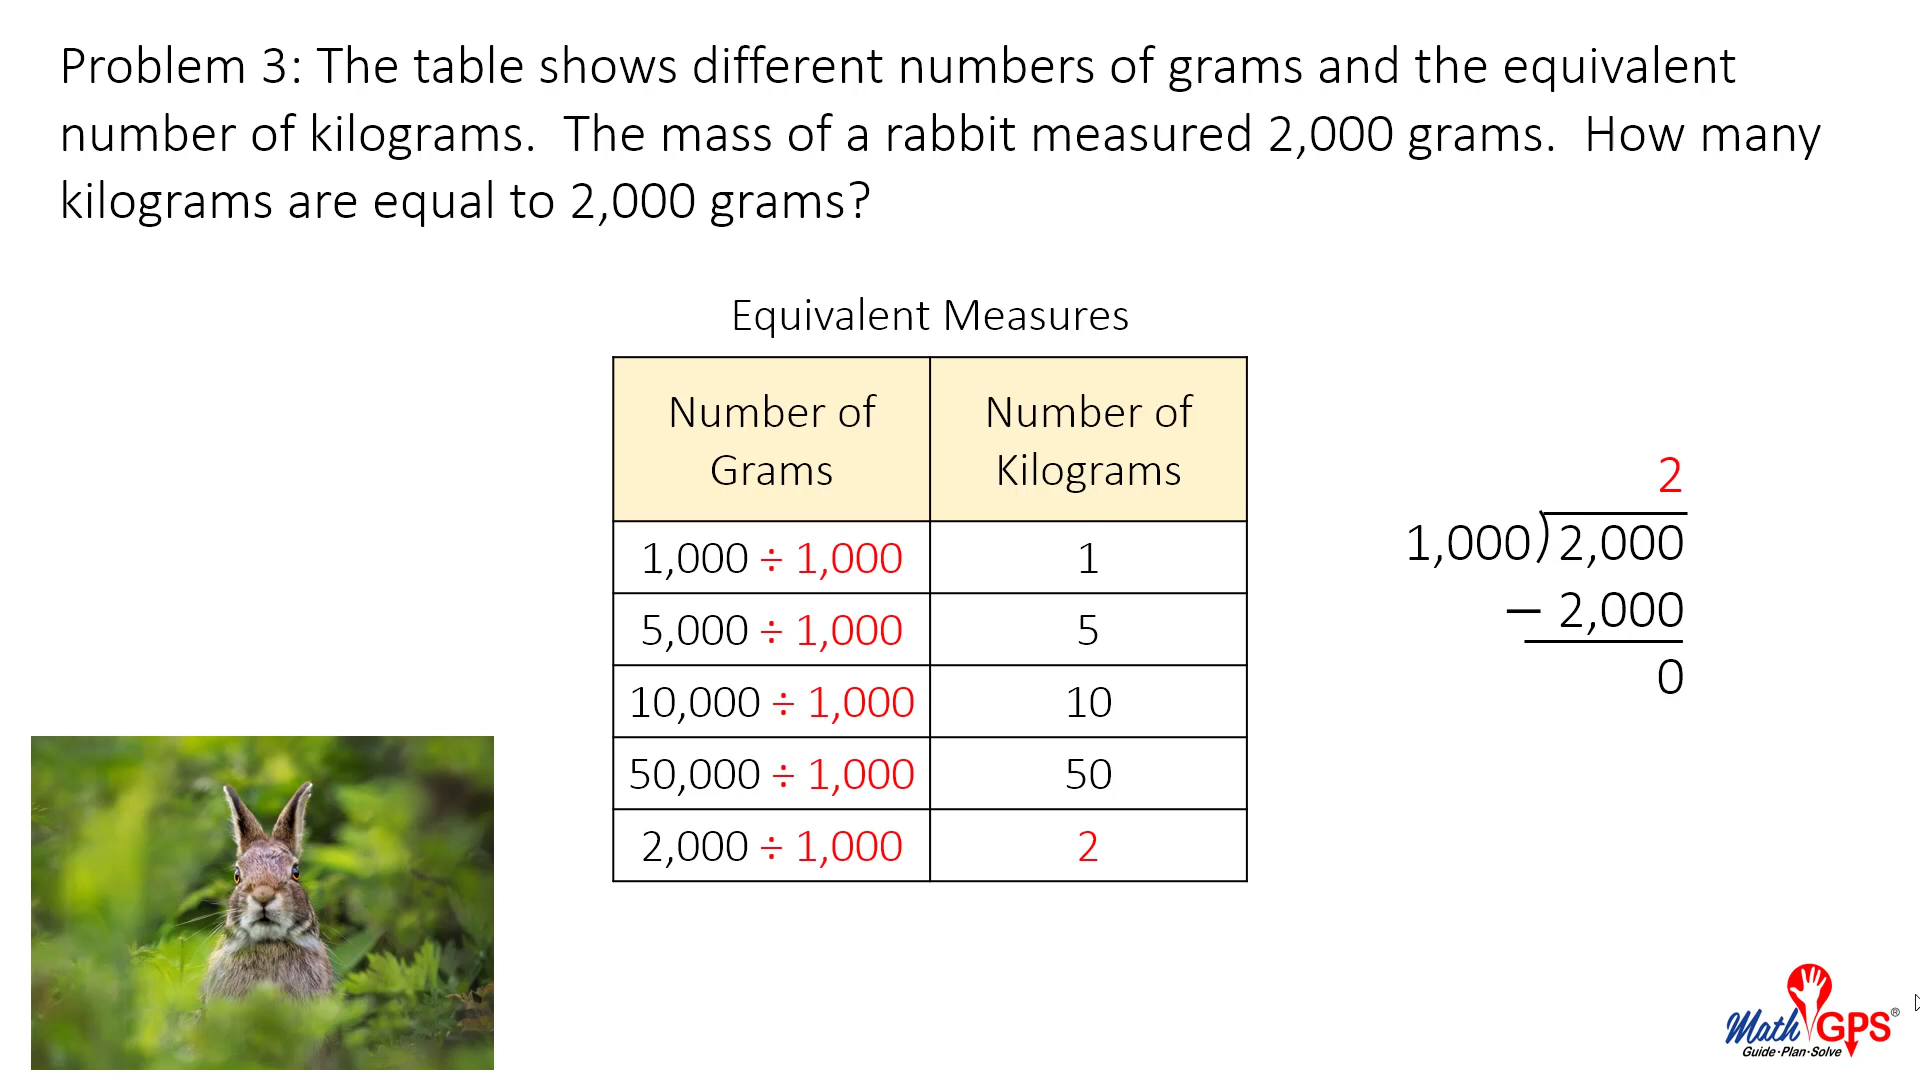 Problem 3: The table shows different numbers of grams and the equivalent
number of kilograms.  The mass of a rabbit measured 2,000 grams.  How many
kilograms are equal to 2,000 grams?
Equivalent Measures
Number of Grams Number of Kilograms
1,000 ÷ 1,000 1
5,000 ÷ 1,000 5
10,000 ÷ 1,000 10
50,000 ÷ 1,000 50
2,000 ÷ 1,000 2
2
1,000)2,000
− 2,000
0
Math GPS®
Guide·Plan·Solve